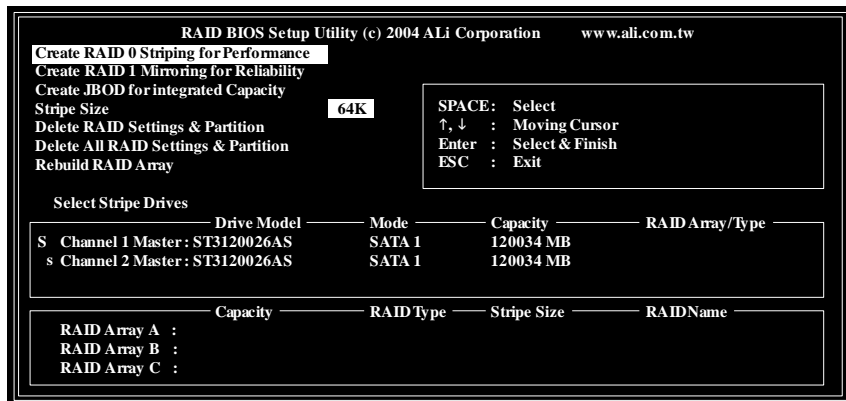 RAID BIOS Setup Utility (c) 2004 ALi Corporation www.ali.com.tw
Create RAID 0 Striping for Performance
Create RAID 1 Mirroring for Reliability
Create JBOD for integrated Capacity
Stripe Size 64K
Delete RAID Settings & Partition
Delete All RAID Settings & Partition
Rebuild RAID Array
SPACE: Select
↑, ↓ : Moving Cursor
Enter : Select & Finish
ESC : Exit
Select Stripe Drives
Drive Model Mode Capacity RAID Array/Type
S Channel 1 Master : ST3120026AS SATA 1 120034 MB
s Channel 2 Master : ST3120026AS SATA 1 120034 MB
Capacity RAID Type Stripe Size RAIDName
RAID Array A :
RAID Array B :
RAID Array C :